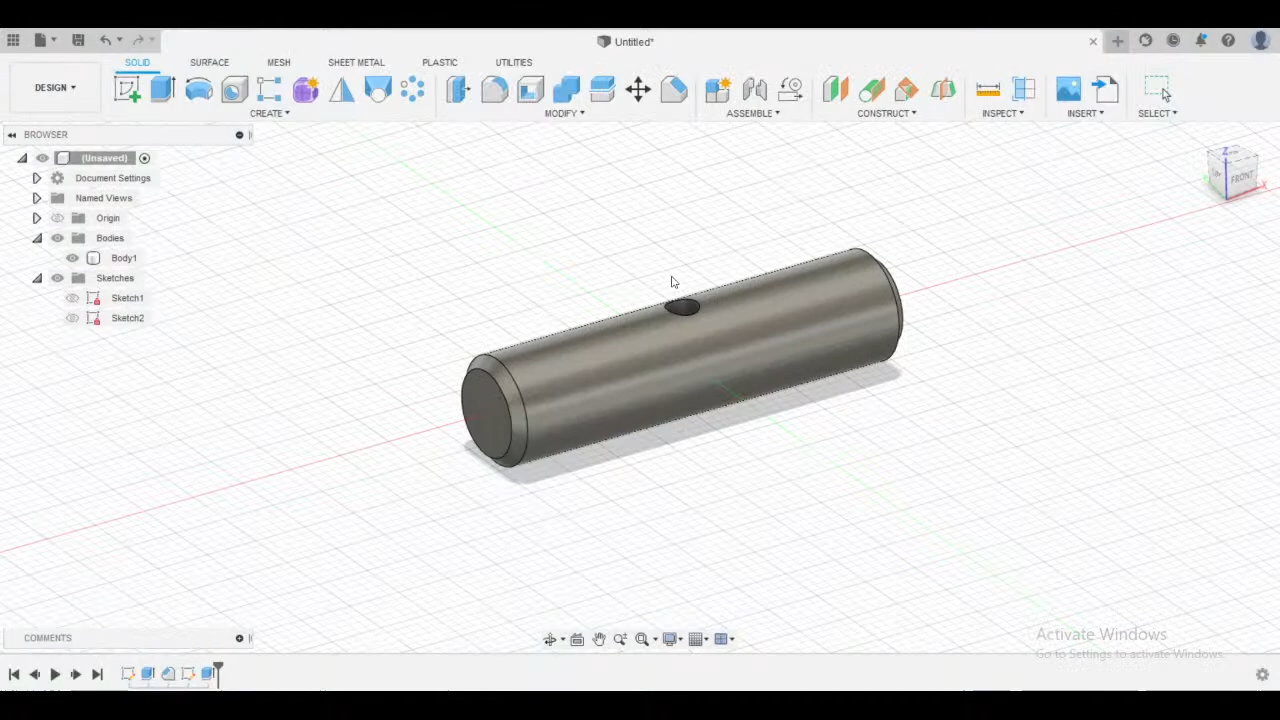 Untitled*
DESIGN
SOLID
SURFACE
MESH
SHEET METAL
PLASTIC
UTILITIES
CREATE
MODIFY
ASSEMBLE
CONSTRUCT
INSPECT
INSERT
SELECT
BROWSER
(Unsaved)
Document Settings
Named Views
Origin
Bodies
Body1
Sketches
Sketch1
Sketch2
Z
FRONT
X
COMMENTS
Activate Windows
Go to Settings to activate Windows.